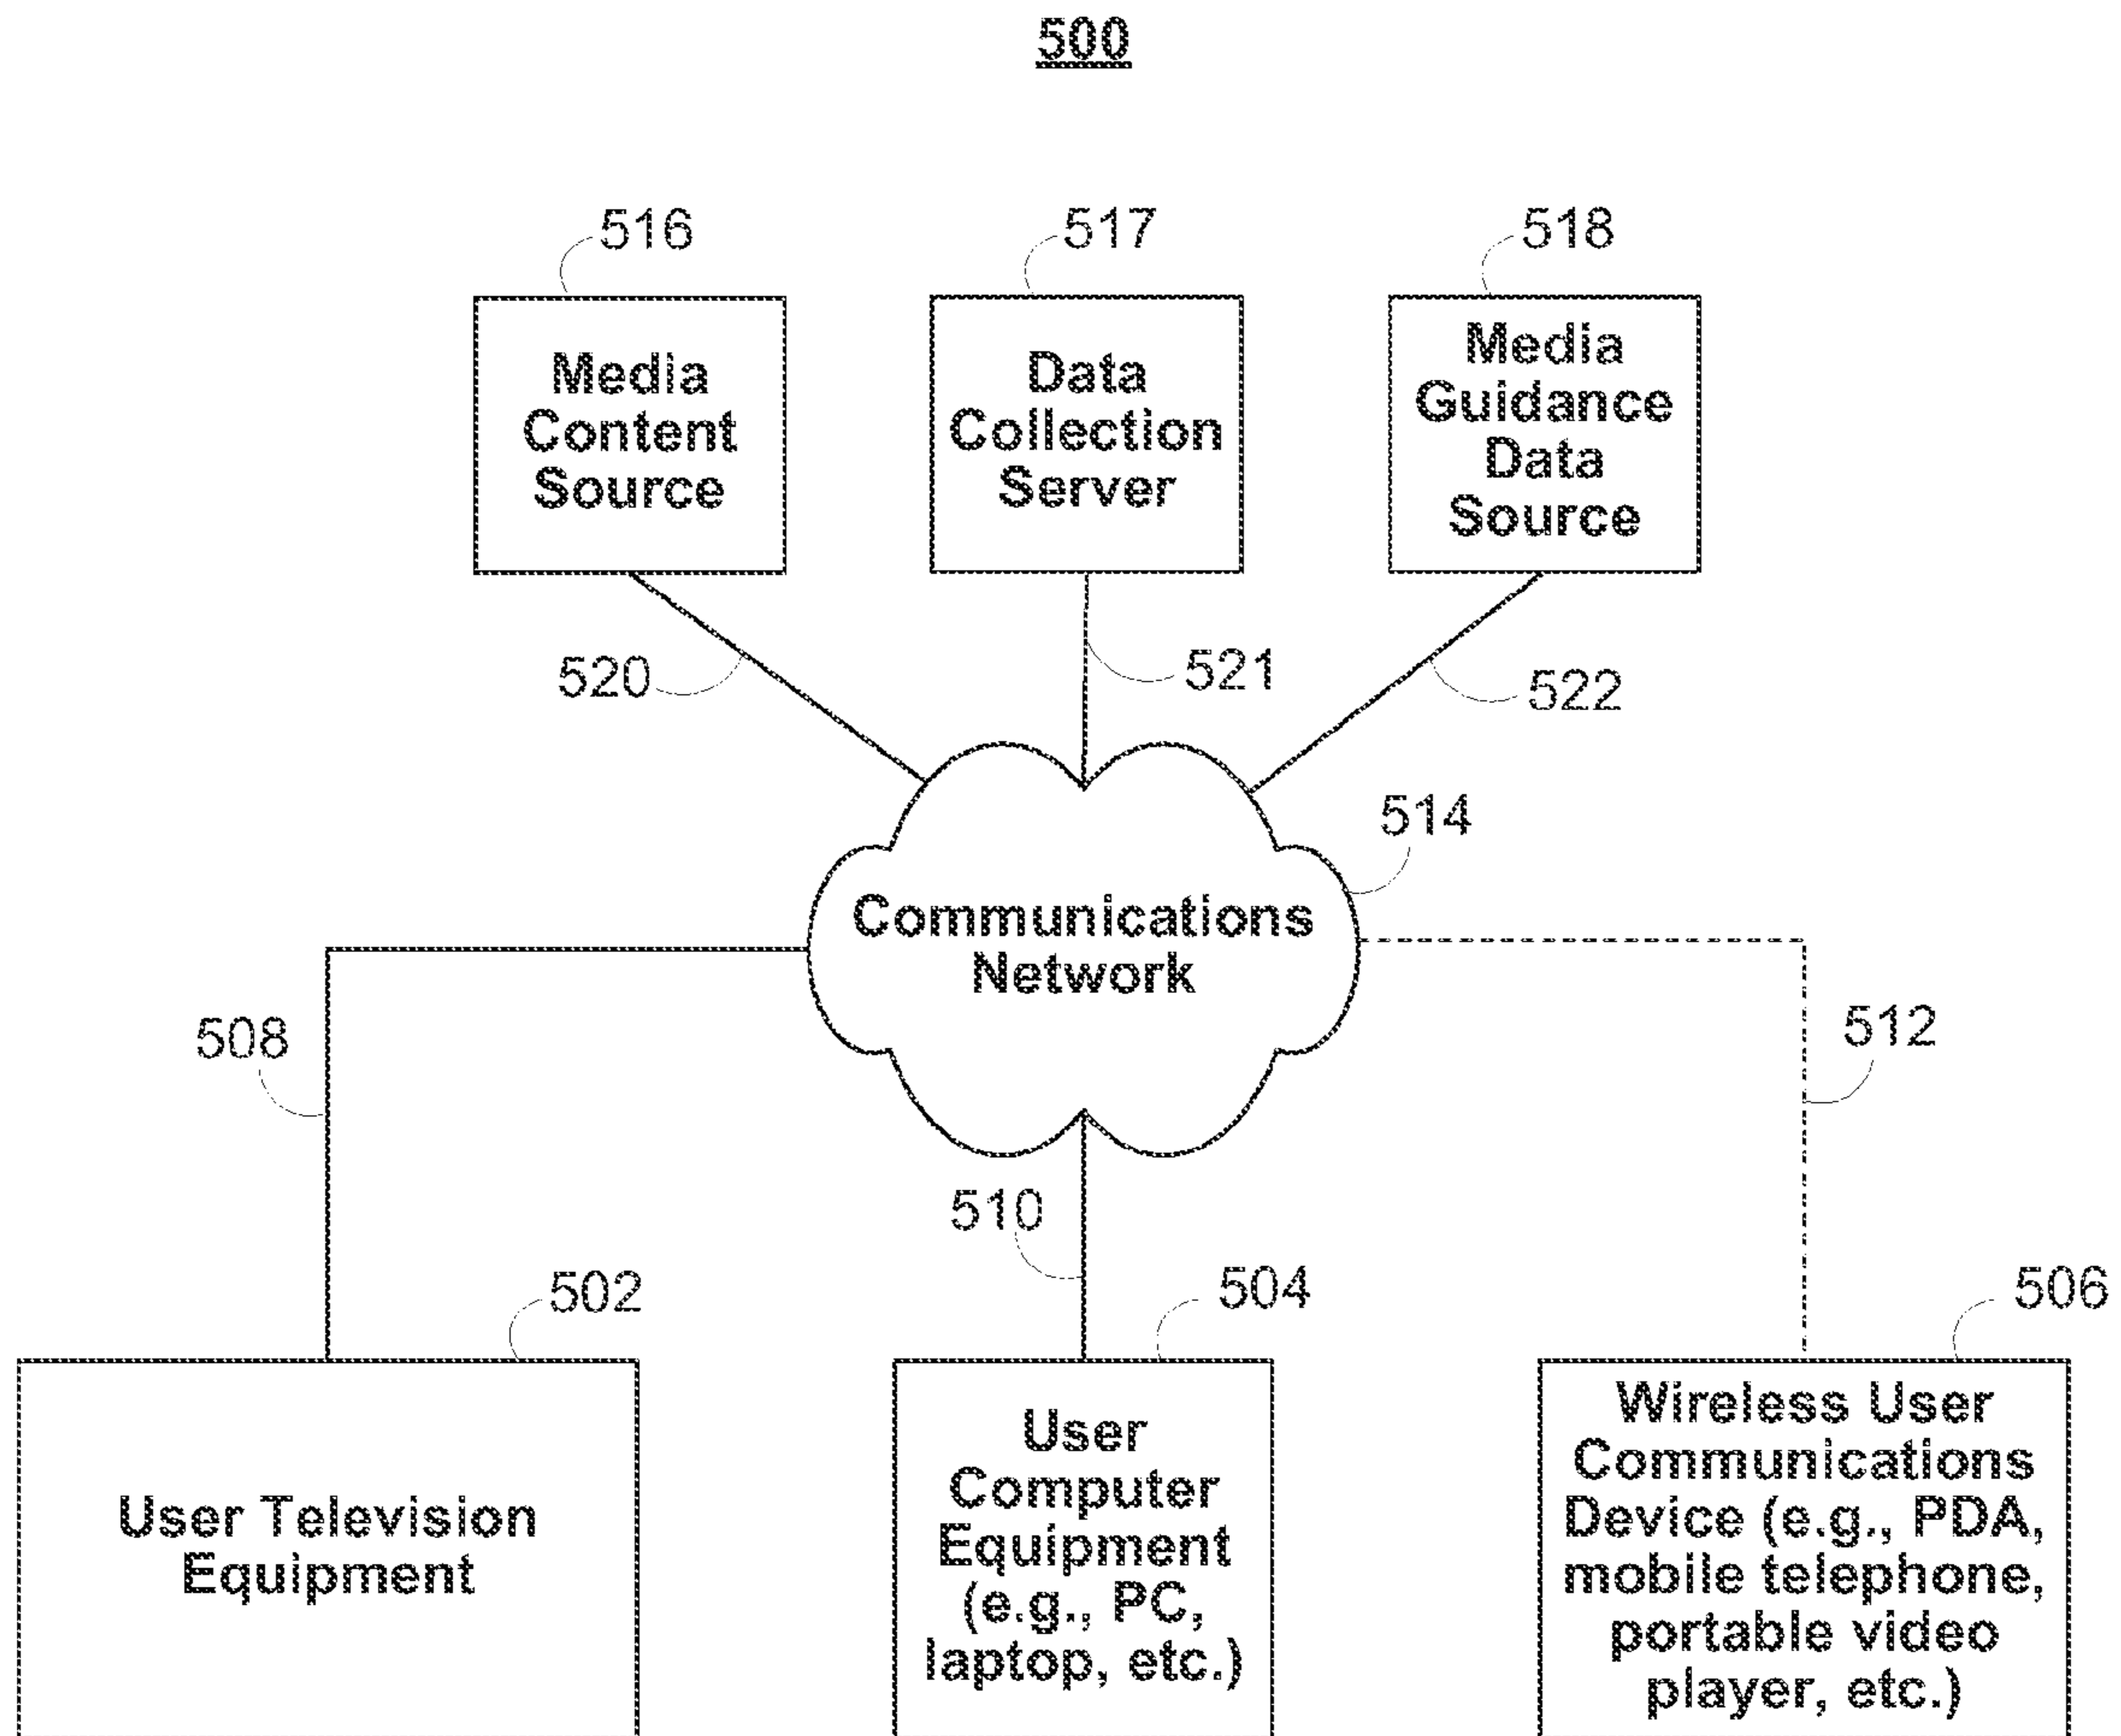 500
516
517
518
Media
Content
Source
Data
Collection
Server
Media
Guidance
Data
Source
520
521
522
514
Communications
Network
508
512
510
502
504
506
User Television
Equipment
User
Computer
Equipment
(e.g., PC,
laptop, etc.)
Wireless User
Communications
Device (e.g., PDA,
mobile telephone,
portable video
player, etc.)